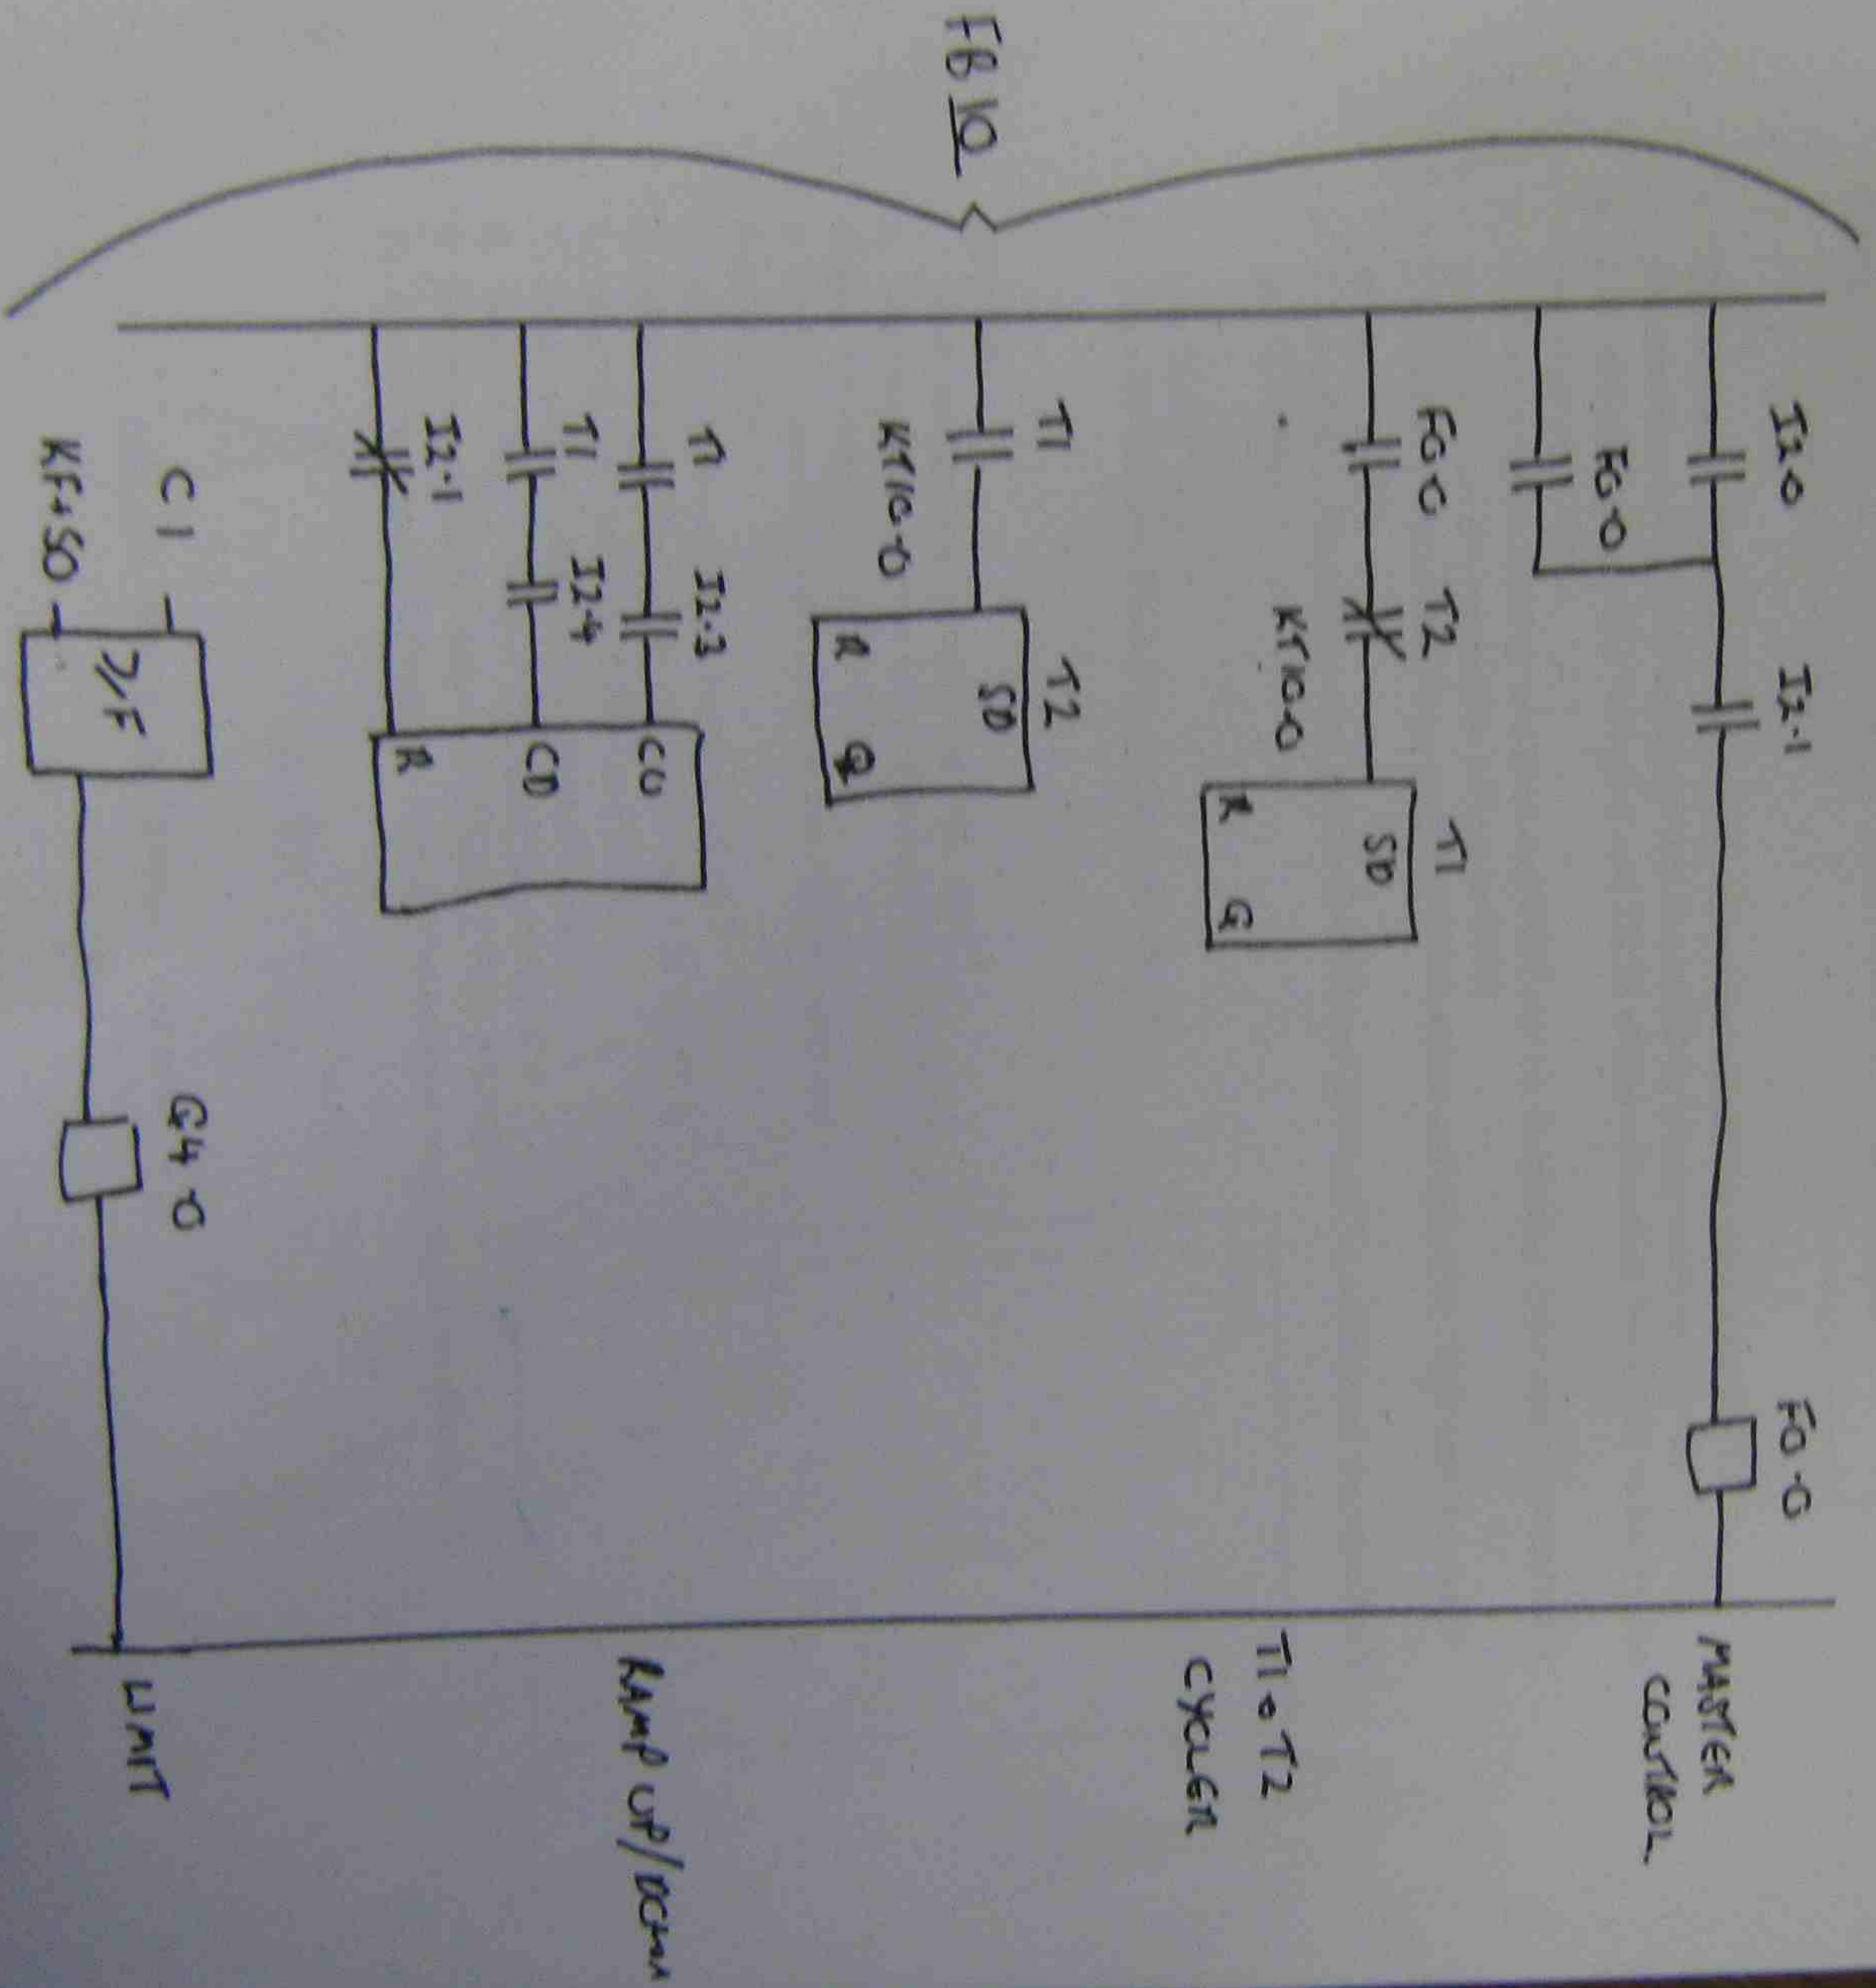 FB 10
I2.0 I2.1 F0.0
MASTER
CONTROL
F0.0
F0.0 T2 T1
KT10.0 SD
R Q
T1 & T2
CYCLER
T1 T2
KT10.0 SD
R Q
T1 I2.3 CU
RAMP UP/DOWN
T1 I2.4 CD
I2.1 R
C1 Q4.0
KF+50 >/F
LIMIT